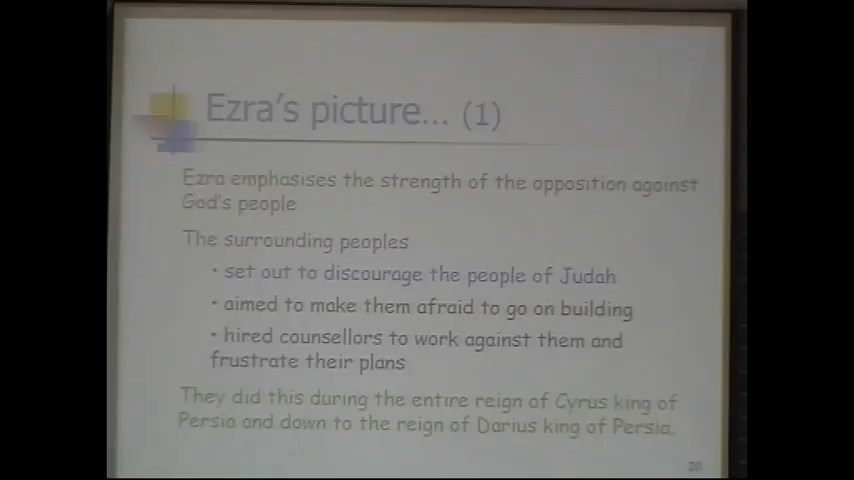 Ezra's picture... (1)
Ezra emphasises the strength of the opposition against
God's people
The surrounding peoples
• set out to discourage the people of Judah
• aimed to make them afraid to go on building
• hired counsellors to work against them and
frustrate their plans
They did this during the entire reign of Cyrus king of
Persia and down to the reign of Darius king of Persia.
20